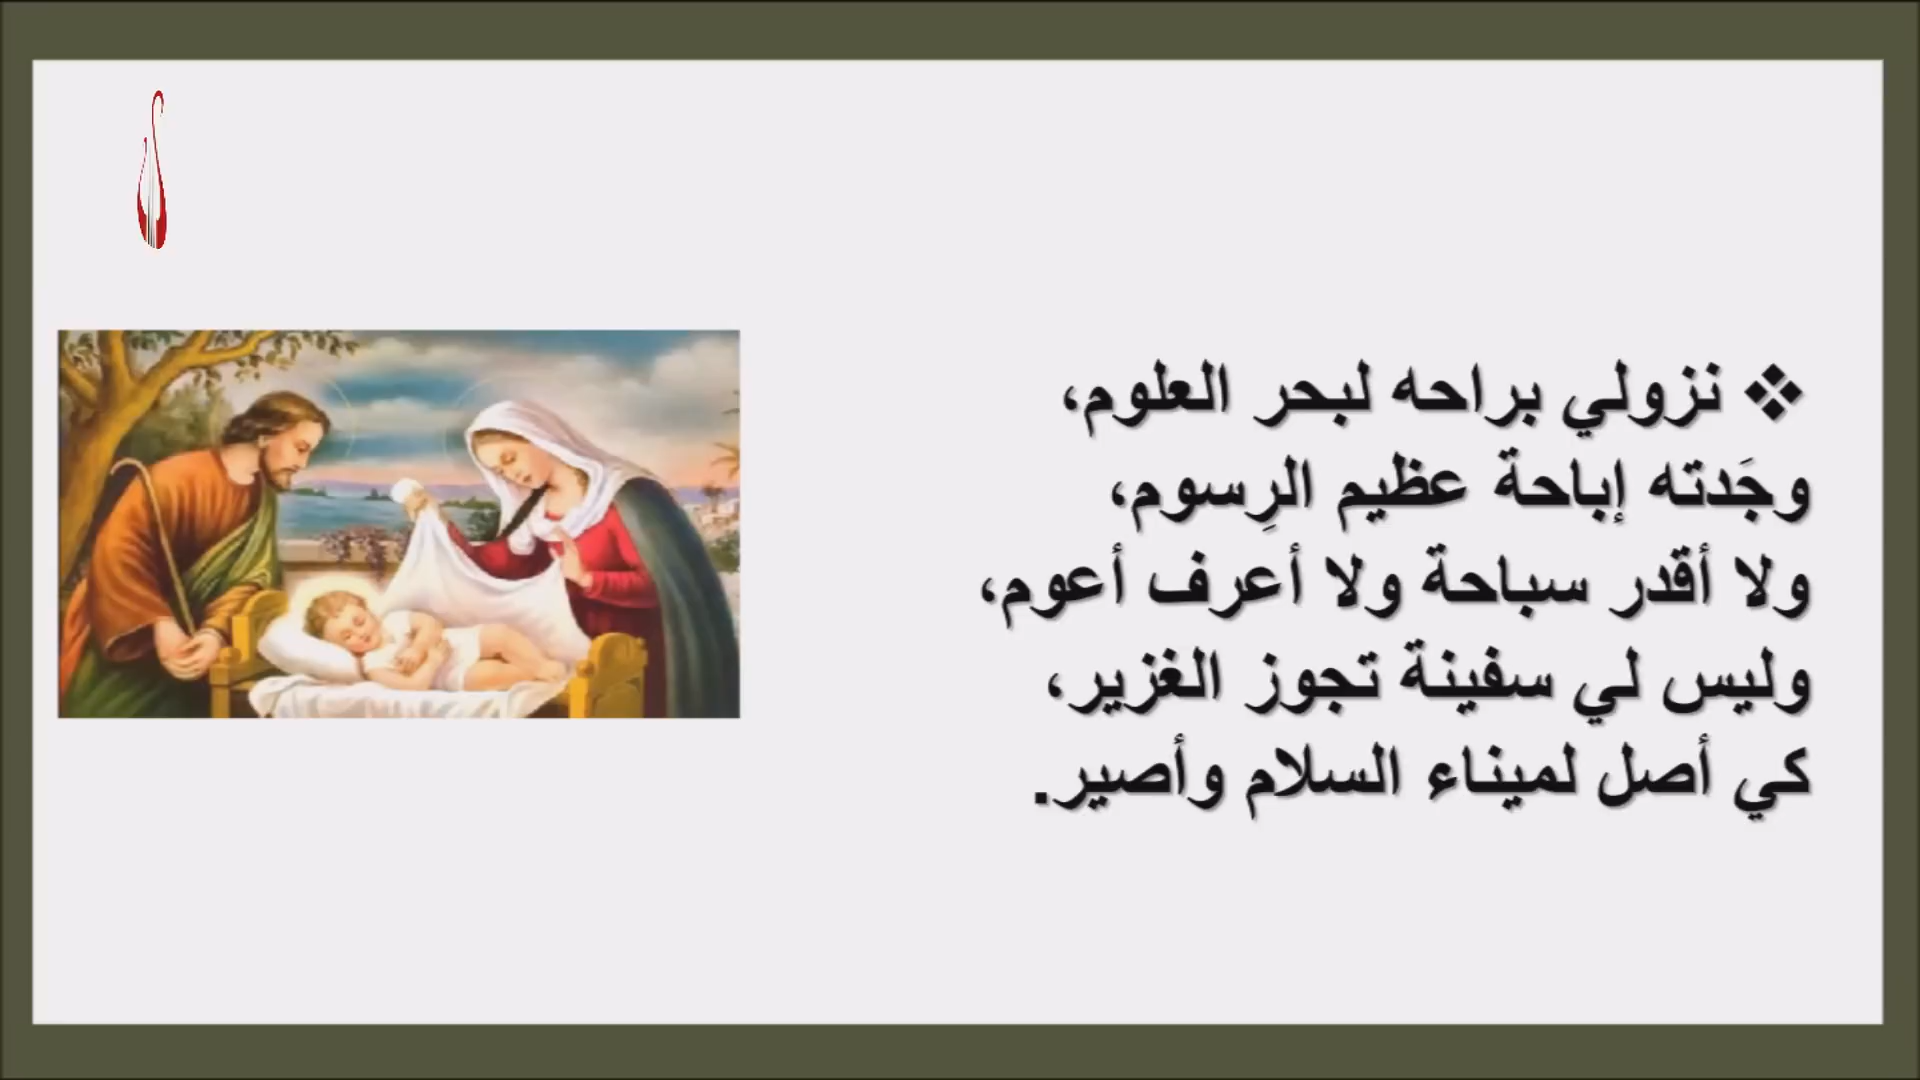 ❖ نزولي براحه لبحر العلوم،
وجَدته إباحة عظيم الرِسوم،
ولا أقدر سباحة ولا أعرف أعوم،
وليس لي سفينة تجوز الغزير،
كي أصل لميناء السلام وأصير.